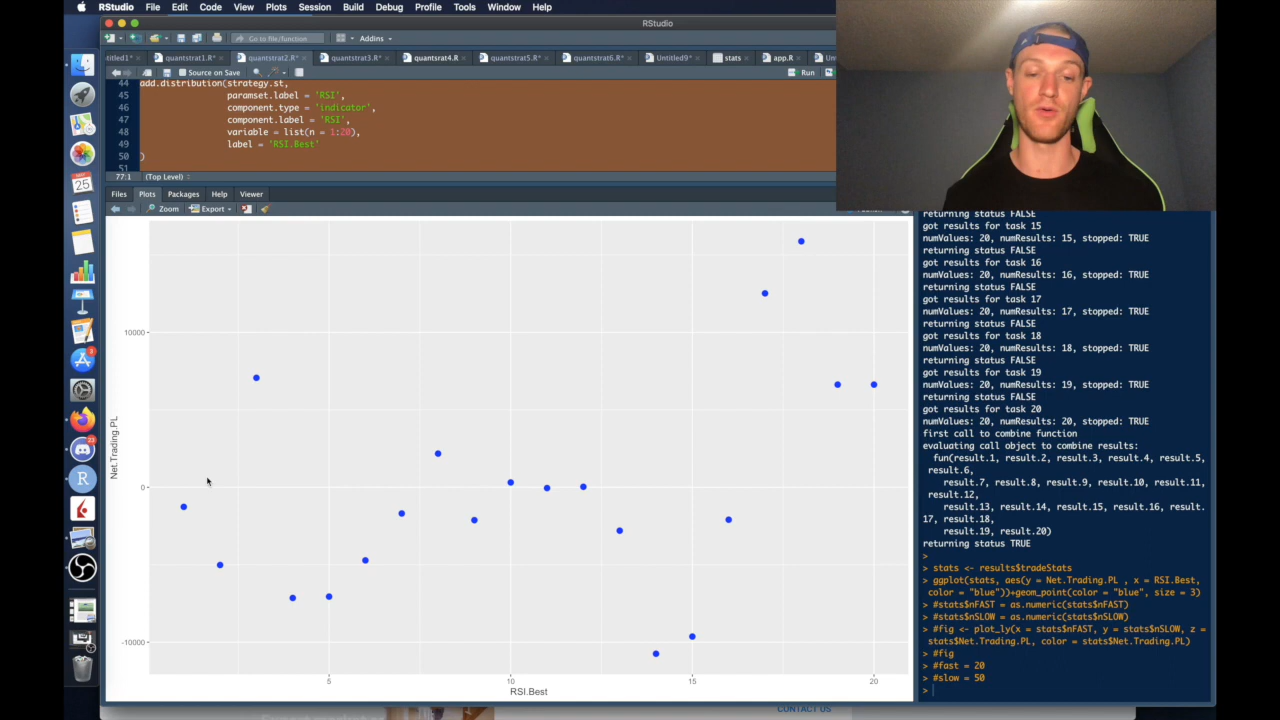 RStudio File Edit Code View Plots Session Build Debug Profile Tools Window Help
RStudio
Go to file/function Addins
quantstrat1.R* quantstrat2.R* quantstrat3.R* quantstrat4.R quantstrat5.R* quantstrat6.R* Untitled9* stats app.R
Source on Save Run
44 add.distribution(strategy.st,
45 paramset.label = 'RSI',
46 component.type = 'indicator',
47 component.label = 'RSI',
48 variable = list(n = 1:20),
49 label = 'RSI.Best'
50 )
51
77:1 (Top Level)
Files Plots Packages Help Viewer
Zoom Export
25
3
23
10000
0
-10000
Net.Trading.PL
5 10 15 20
RSI.Best
returning status FALSE
got results for task 15
numValues: 20, numResults: 15, stopped: TRUE
returning status FALSE
got results for task 16
numValues: 20, numResults: 16, stopped: TRUE
returning status FALSE
got results for task 17
numValues: 20, numResults: 17, stopped: TRUE
returning status FALSE
got results for task 18
numValues: 20, numResults: 18, stopped: TRUE
returning status FALSE
got results for task 19
numValues: 20, numResults: 19, stopped: TRUE
returning status FALSE
got results for task 20
numValues: 20, numResults: 20, stopped: TRUE
first call to combine function
evaluating call object to combine results:
fun(result.1, result.2, result.3, result.4, result.5,
result.6,
result.7, result.8, result.9, result.10, result.11,
result.12,
result.13, result.14, result.15, result.16, result.
17, result.18,
result.19, result.20)
returning status TRUE
>
> stats <- results$tradeStats
> ggplot(stats, aes(y = Net.Trading.PL , x = RSI.Best,
color = "blue"))+geom_point(color = "blue", size = 3)
> #stats$nFAST = as.numeric(stats$nFAST)
> #stats$nSLOW = as.numeric(stats$nSLOW)
> #fig <- plot_ly(x = stats$nFAST, y = stats$nSLOW, z =
stats$Net.Trading.PL, color = stats$Net.Trading.PL)
> #fig
> #fast = 20
> #slow = 50
>
CONTACT US